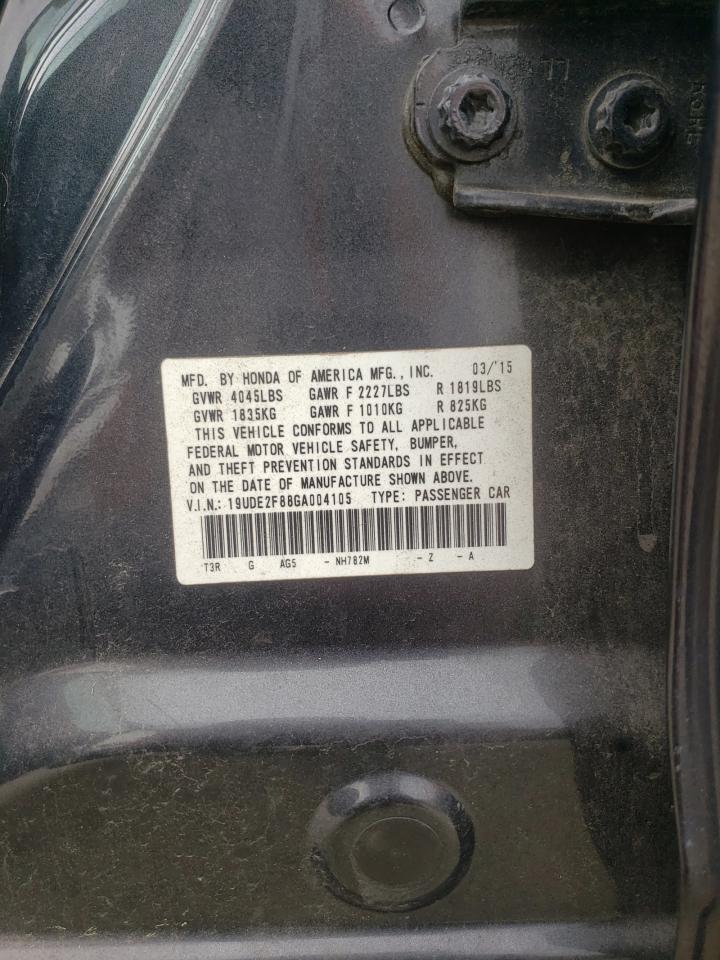 MFD. BY HONDA OF AMERICA MFG., INC. 03/'15
GVWR 4045LBS GAWR F 2227LBS R 1819LBS
GVWR 1835KG GAWR F 1010KG R 825KG
THIS VEHICLE CONFORMS TO ALL APPLICABLE
FEDERAL MOTOR VEHICLE SAFETY, BUMPER,
AND THEFT PREVENTION STANDARDS IN EFFECT
ON THE DATE OF MANUFACTURE SHOWN ABOVE.
V.I.N.: 19UDE2F88GA004105 TYPE: PASSENGER CAR
T3R G AG5 - NH782M - Z - A